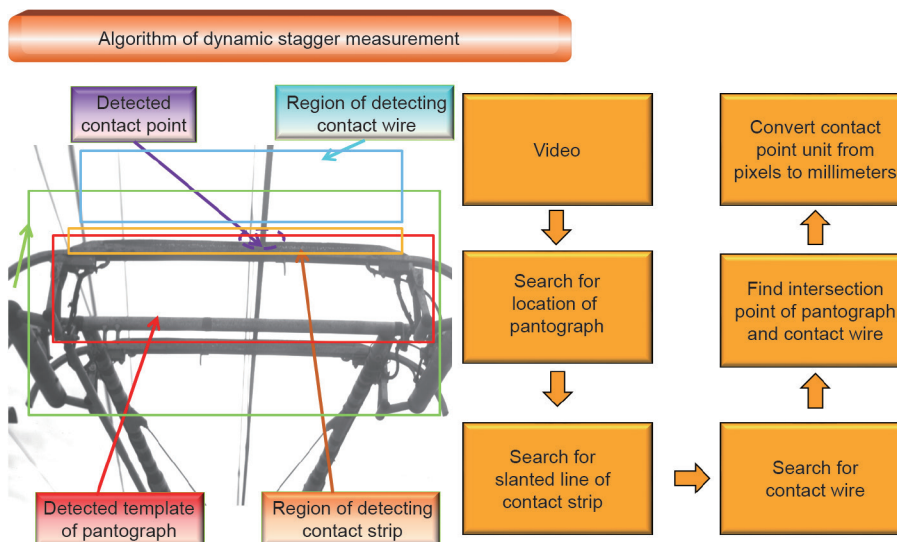 Algorithm of dynamic stagger measurement
Detected
contact point
Region of detecting
contact wire
Detected template
of pantograph
Region of detecting
contact strip
Video
Search for
location of
pantograph
Search for
slanted line of
contact strip
Search for
contact wire
Find intersection
point of pantograph
and contact wire
Convert contact
point unit from
pixels to millimeters